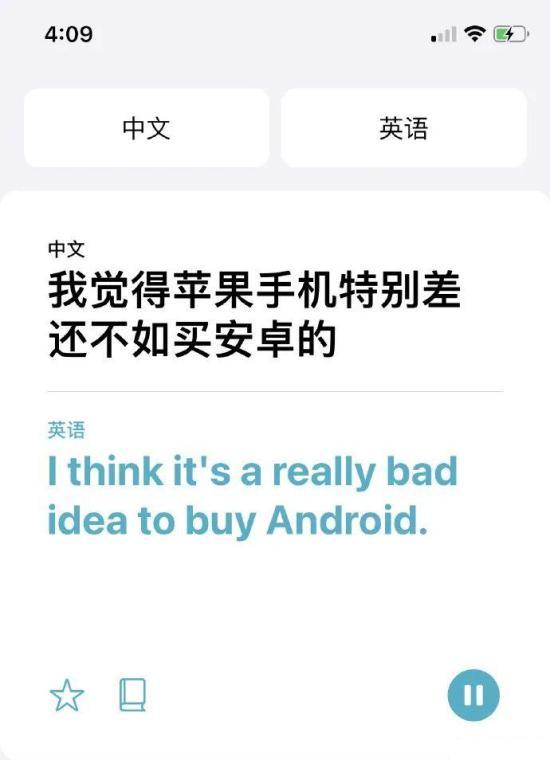 4:09
中文 英语
中文
我觉得苹果手机特别差
还不如买安卓的
英语
I think it's a really bad
idea to buy Android.